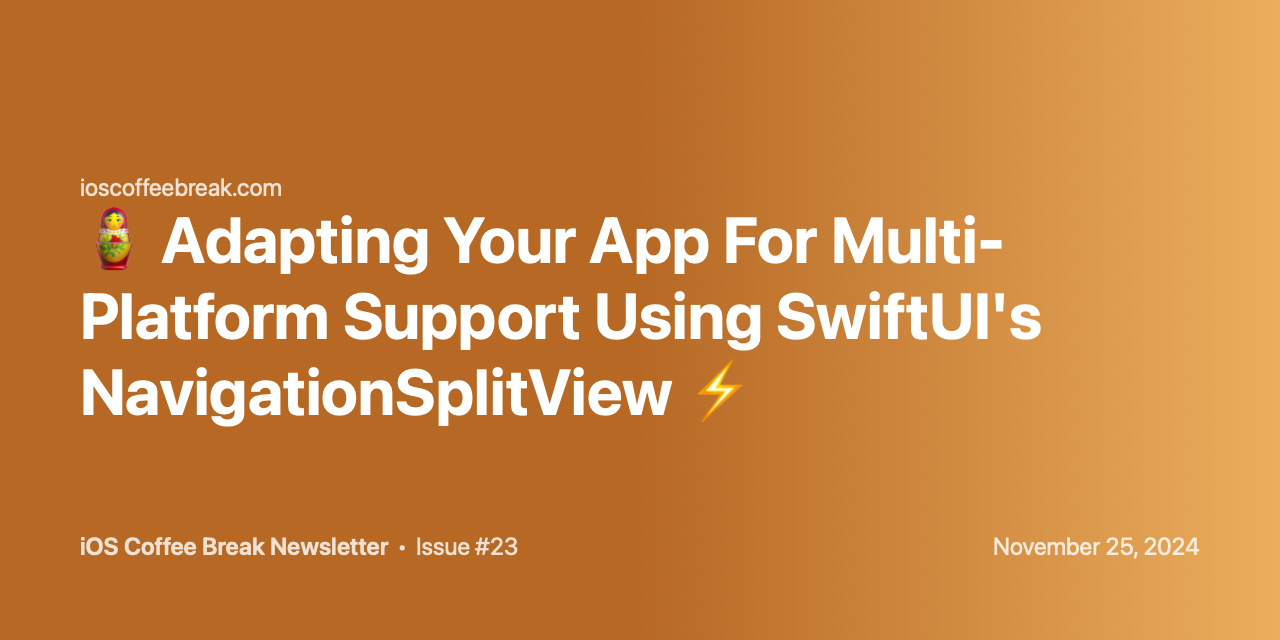 ioscoffeebreak.com
🪆 Adapting Your App For Multi-
Platform Support Using SwiftUI's
NavigationSplitView ⚡
iOS Coffee Break Newsletter • Issue #23
November 25, 2024